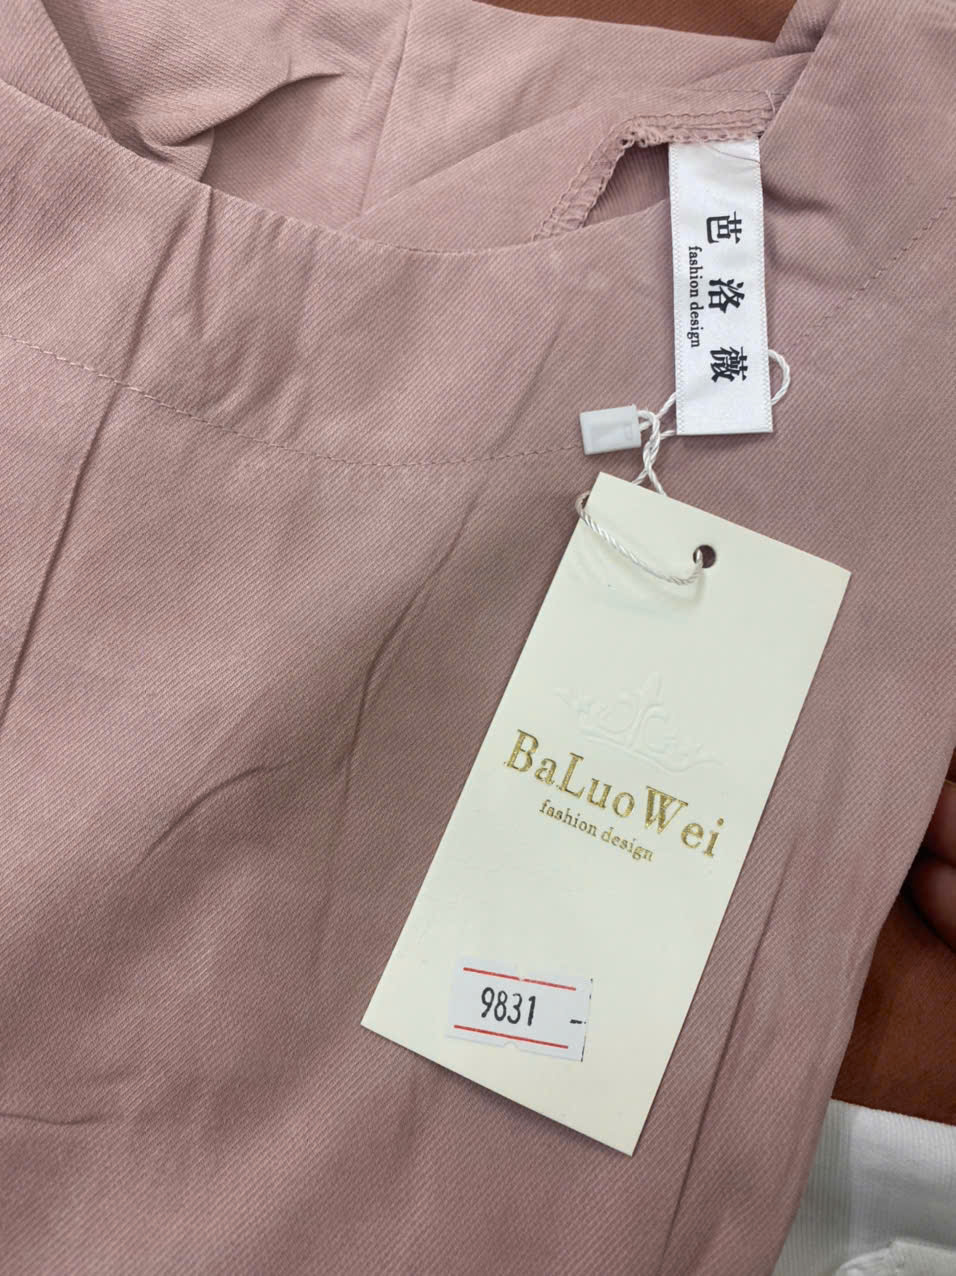 芭洛薇
fashion design
BaLuoWei
fashion design
9831